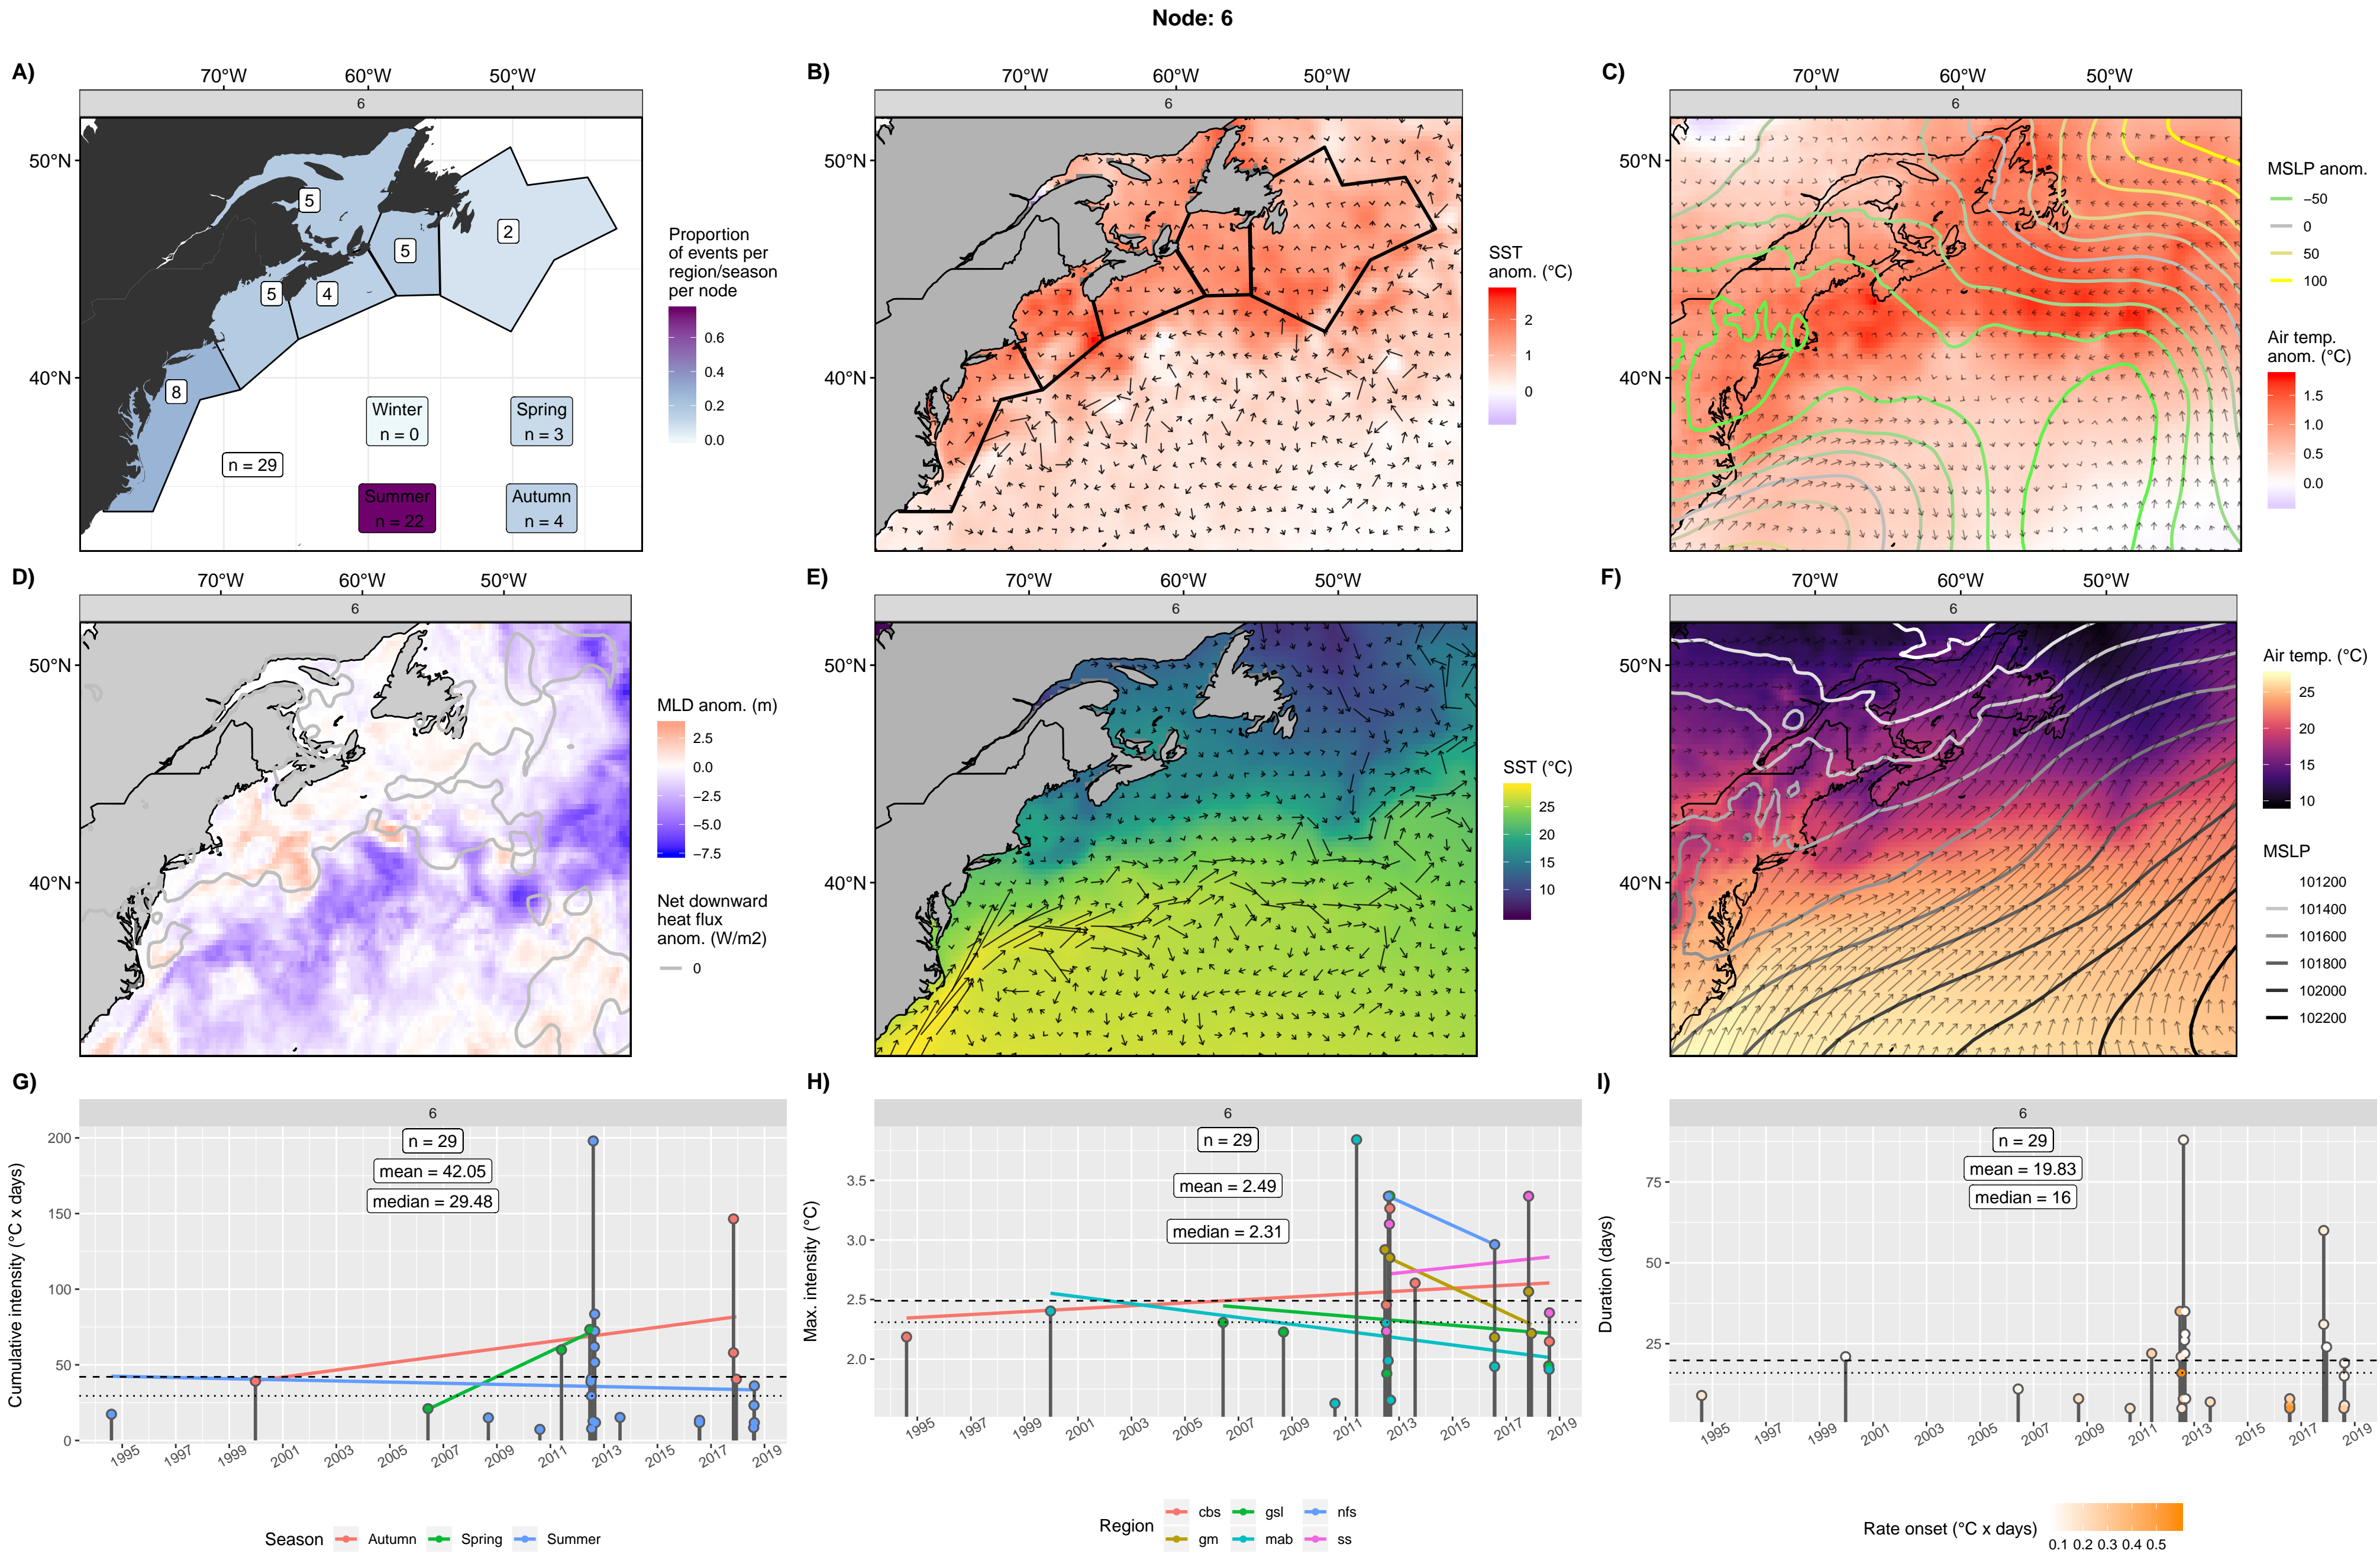 Node: 6
A)
70°W 60°W 50°W
6
50°N
40°N
5
5
2
5
4
8
n = 29
Winter
n = 0
Spring
n = 3
Summer
n = 22
Autumn
n = 4
Proportion
of events per
region/season
per node
0.6
0.4
0.2
0.0
B)
70°W 60°W 50°W
6
50°N
40°N
SST
anom. (°C)
2
1
0
C)
70°W 60°W 50°W
6
50°N
40°N
MSLP anom.
−50
0
50
100
Air temp.
anom. (°C)
1.5
1.0
0.5
0.0
D)
70°W 60°W 50°W
6
50°N
40°N
MLD anom. (m)
2.5
0.0
−2.5
−5.0
−7.5
Net downward
heat flux
anom. (W/m2)
0
E)
70°W 60°W 50°W
6
50°N
40°N
SST (°C)
25
20
15
10
F)
70°W 60°W 50°W
6
50°N
40°N
Air temp. (°C)
25
20
15
10
MSLP
101200
101400
101600
101800
102000
102200
G)
6
n = 29
mean = 42.05
median = 29.48
Cumulative intensity (°C x days)
200
150
100
50
0
1995 1997 1999 2001 2003 2005 2007 2009 2011 2013 2015 2017 2019
Season Autumn Spring Summer
H)
6
n = 29
mean = 2.49
median = 2.31
Max. intensity (°C)
3.5
3.0
2.5
2.0
1995 1997 1999 2001 2003 2005 2007 2009 2011 2013 2015 2017 2019
Region
cbs gsl nfs
gm mab ss
I)
6
n = 29
mean = 19.83
median = 16
Duration (days)
75
50
25
1995 1997 1999 2001 2003 2005 2007 2009 2011 2013 2015 2017 2019
Rate onset (°C x days)
0.1 0.2 0.3 0.4 0.5